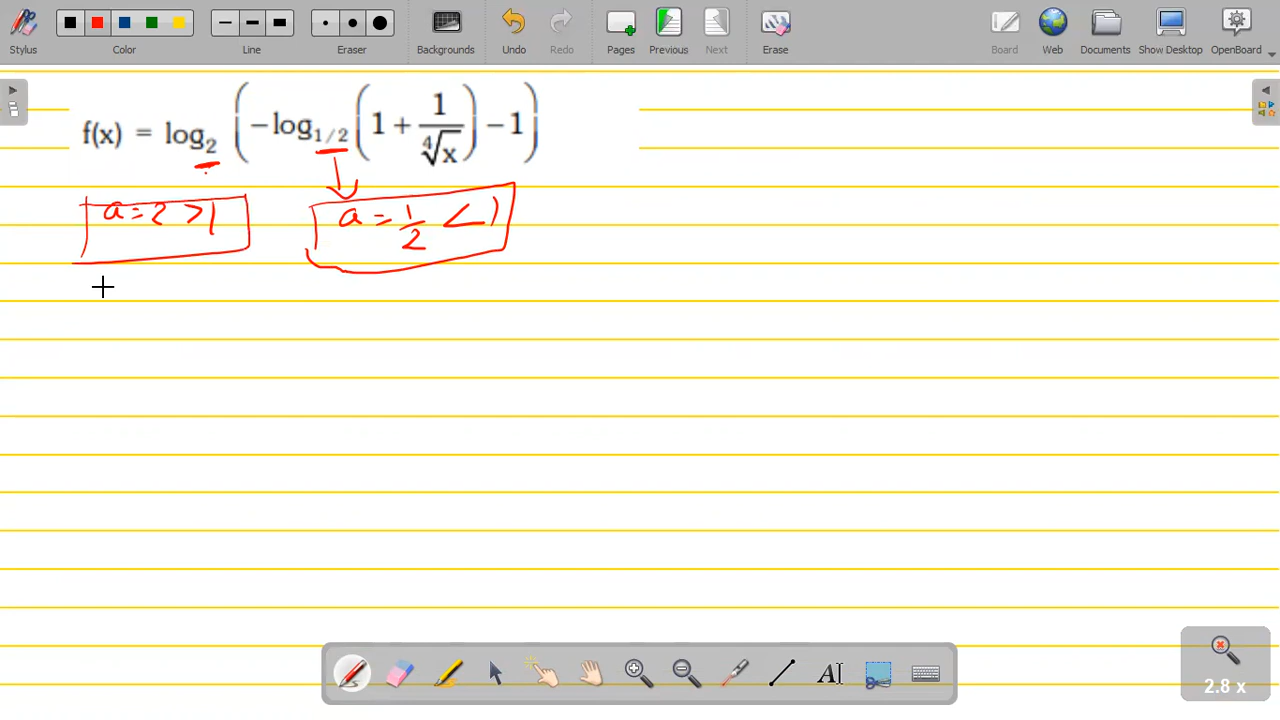 Stylus Color Line Eraser Backgrounds Undo Redo Pages Previous Next Erase Board Web Documents Show Desktop OpenBoard
f(x) = log₂ (−log₁/₂ (1 + 1/∜x) − 1)
a = 2 > 1 a = 1/2 < 1
A
2.8 x